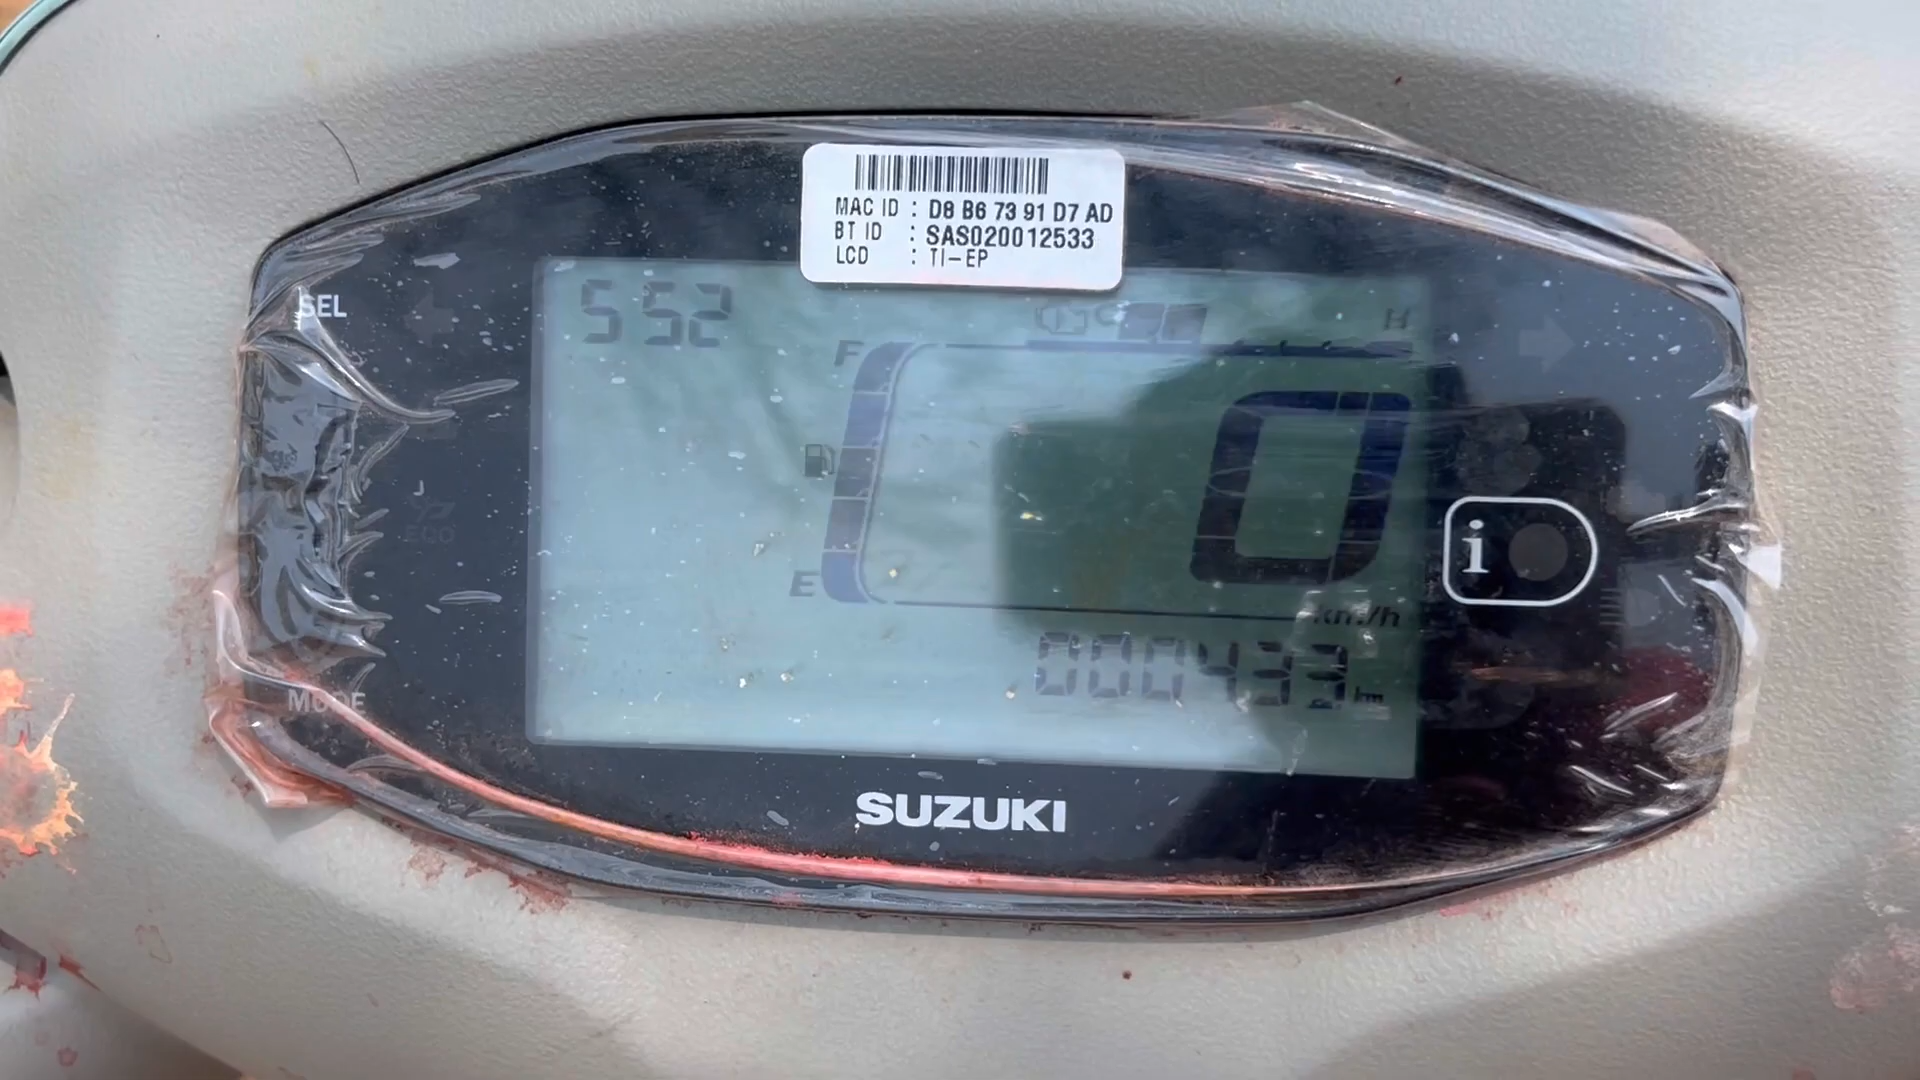 MAC ID : D8 B6 73 91 D7 AD
BT ID : SAS020012533
LCD : TI-EP
SEL
5 52
C
H
F
0
ECO
i
E
km/h
000433 km
MODE
SUZUKI